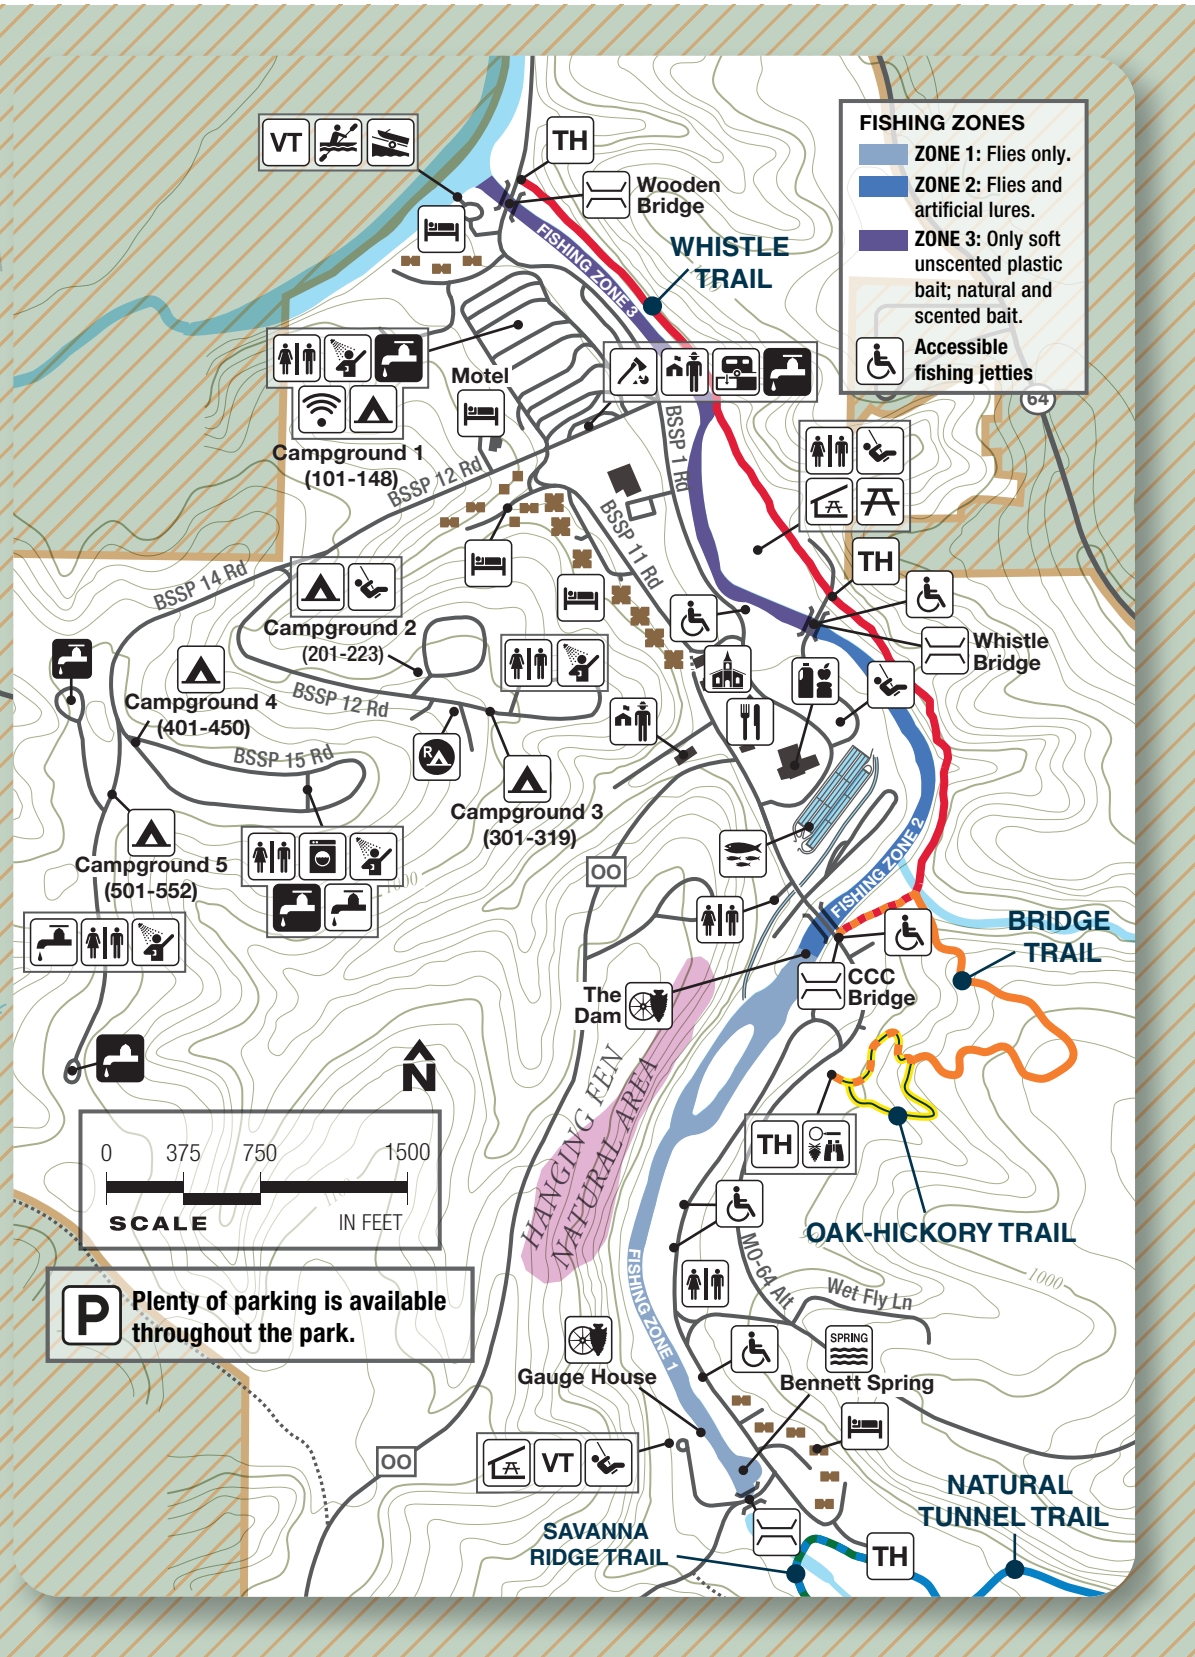 FISHING ZONES
ZONE 1: Flies only.
ZONE 2: Flies and
artificial lures.
ZONE 3: Only soft
unscented plastic
bait; natural and
scented bait.
Accessible
fishing jetties
VT
TH
Wooden
Bridge
FISHING ZONE 3
WHISTLE
TRAIL
64
Motel
Campground 1
(101-148)
BSSP 12 Rd
BSSP 1 Rd
BSSP 11 Rd
BSSP 14 Rd
TH
Campground 2
(201-223)
Whistle
Bridge
Campground 4
(401-450)
BSSP 12 Rd
BSSP 15 Rd
R
Campground 3
(301-319)
Campground 5
(501-552)
1000
OO
FISHING ZONE 2
BRIDGE
TRAIL
CCC
Bridge
The
Dam
N
HANGING FEN
NATURAL AREA
0 375 750 1500
SCALE IN FEET
TH
OAK-HICKORY TRAIL
MO-64 Alt
Wet Fly Ln
1000
P
Plenty of parking is available
throughout the park.
FISHING ZONE 1
SPRING
Gauge House
Bennett Spring
OO
VT
NATURAL
TUNNEL TRAIL
SAVANNA
RIDGE TRAIL
TH